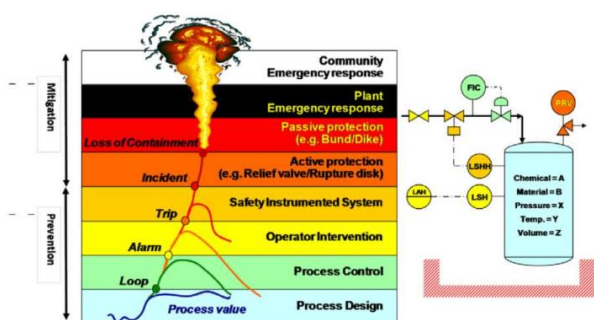 Mitigation
Prevention
Community
Emergency response
Plant
Emergency response
Passive protection
(e.g. Bund/Dike)
Loss of Containment
Active protection
(e.g. Relief valve/Rupture disk)
Incident
Safety Instrumented System
Trip
Operator Intervention
Alarm
Process Control
Loop
Process Design
Process value
FIC
PRV
LSHH
LAH
LSH
Chemical = A
Material = B
Pressure = X
Temp. = Y
Volume = Z